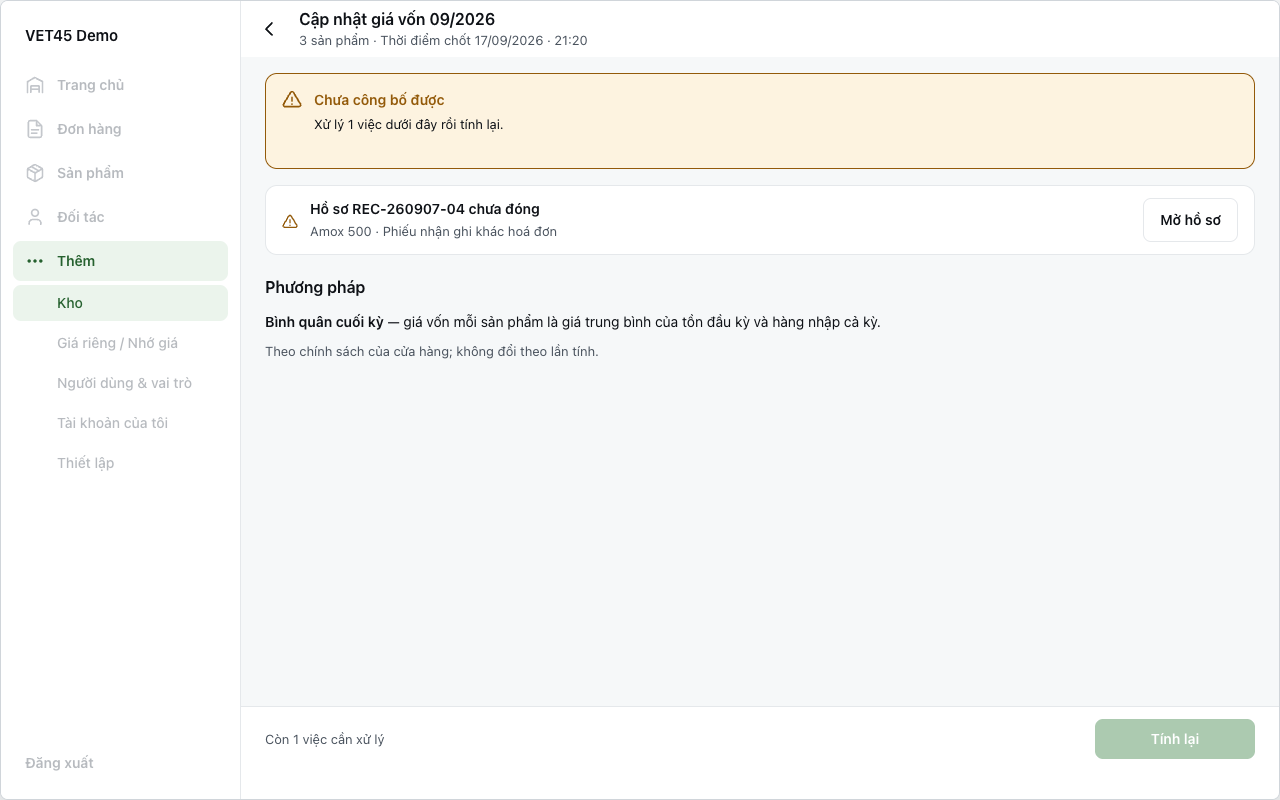 VET45 Demo
Trang chủ
Đơn hàng
Sản phẩm
Đối tác
Thêm
Kho
Giá riêng / Nhớ giá
Người dùng & vai trò
Tài khoản của tôi
Thiết lập
Đăng xuất
Cập nhật giá vốn 09/2026
3 sản phẩm · Thời điểm chốt 17/09/2026 · 21:20
Chưa công bố được
Xử lý 1 việc dưới đây rồi tính lại.
Hồ sơ REC-260907-04 chưa đóng
Amox 500 · Phiếu nhận ghi khác hoá đơn
Mở hồ sơ
Phương pháp
Bình quân cuối kỳ — giá vốn mỗi sản phẩm là giá trung bình của tồn đầu kỳ và hàng nhập cả kỳ.
Theo chính sách của cửa hàng; không đổi theo lần tính.
Còn 1 việc cần xử lý
Tính lại